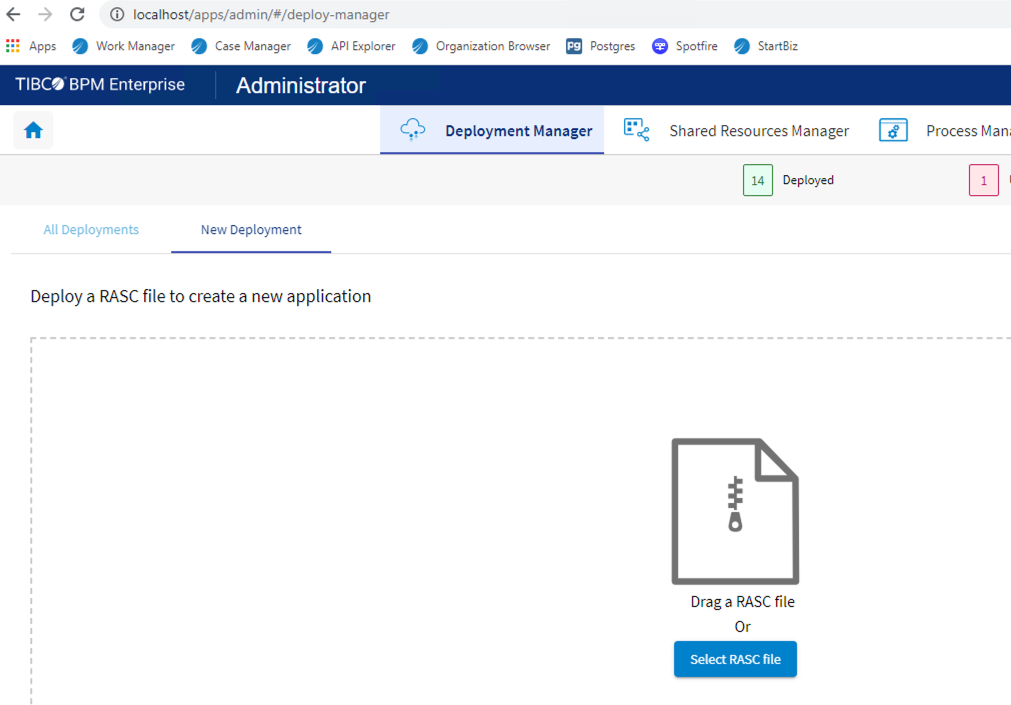 localhost/apps/admin/#/deploy-manager
Apps Work Manager Case Manager API Explorer Organization Browser Postgres Spotfire StartBiz
TIBCO BPM Enterprise Administrator
Deployment Manager Shared Resources Manager Process Mana
14 Deployed 1
All Deployments New Deployment
Deploy a RASC file to create a new application
Drag a RASC file
Or
Select RASC file